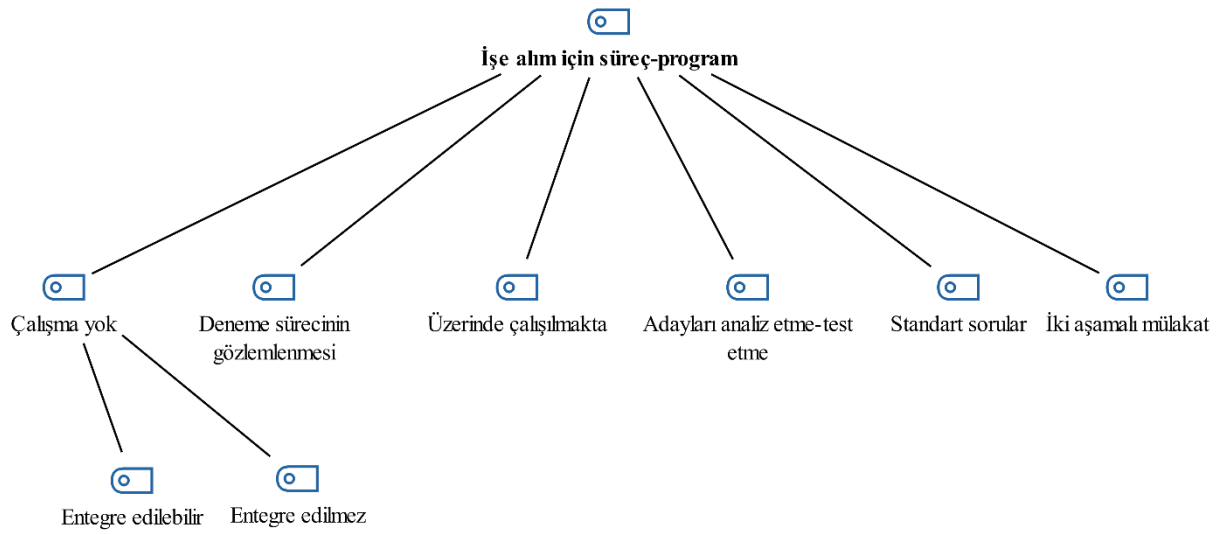 İşe alım için süreç-program
Çalışma yok
Deneme sürecinin
gözlemlenmesi
Üzerinde çalışılmakta
Adayları analiz etme-test
etme
Standart sorular
İki aşamalı mülakat
Entegre edilebilir
Entegre edilmez